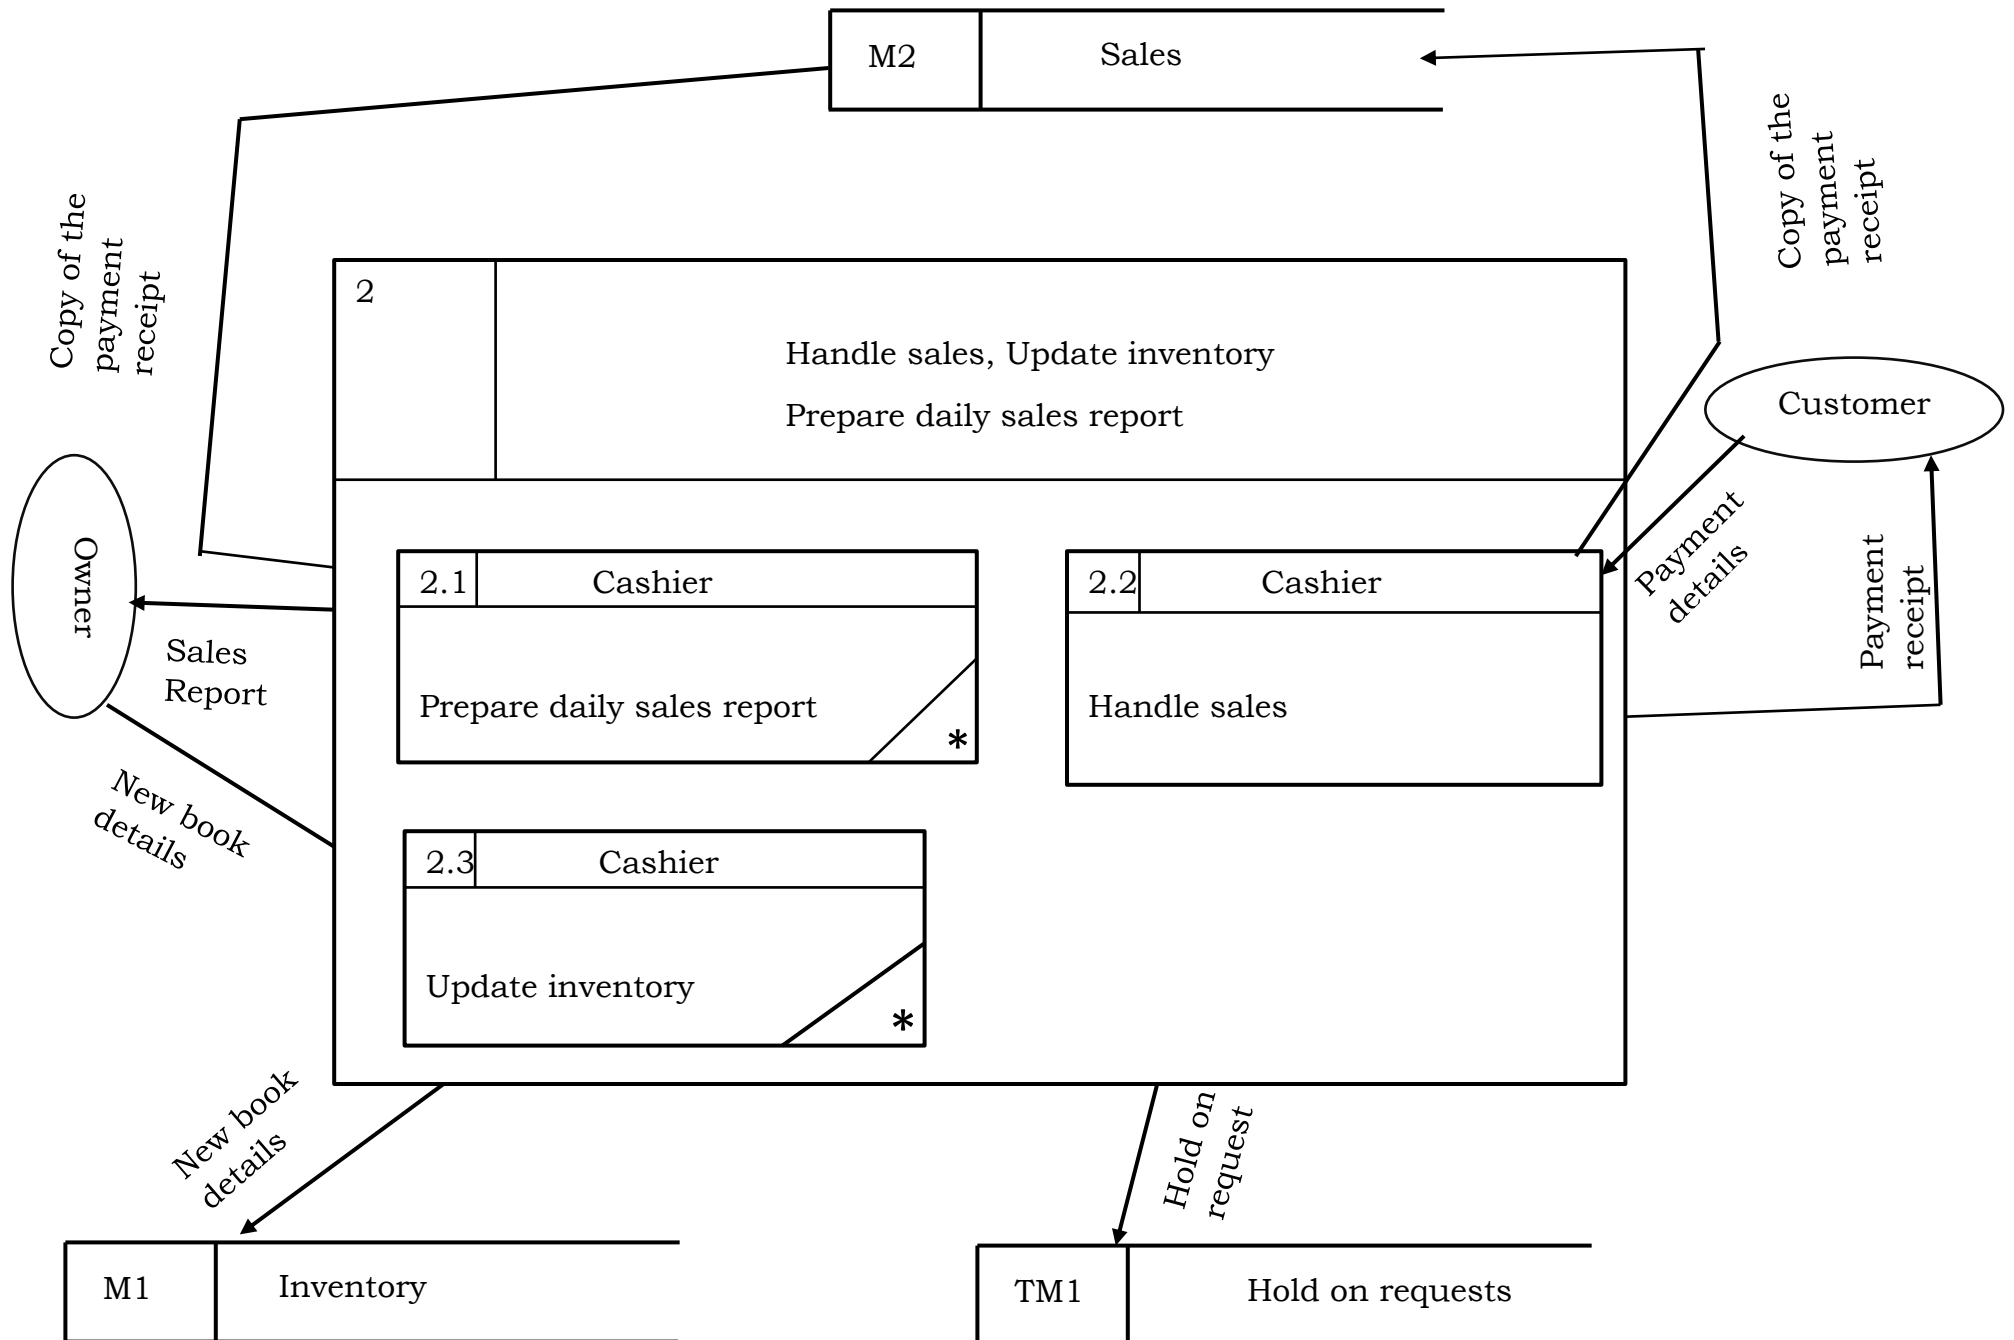 M2
Sales
Copy of the
payment
receipt
Copy of the
payment
receipt
2
Handle sales, Update inventory
Prepare daily sales report
Customer
Owner
Payment
details
Payment
receipt
2.1
Cashier
2.2
Cashier
Sales
Report
Prepare daily sales report
*
Handle sales
New book
details
2.3
Cashier
Update inventory
*
New book
details
Hold on
request
M1
Inventory
TM1
Hold on requests